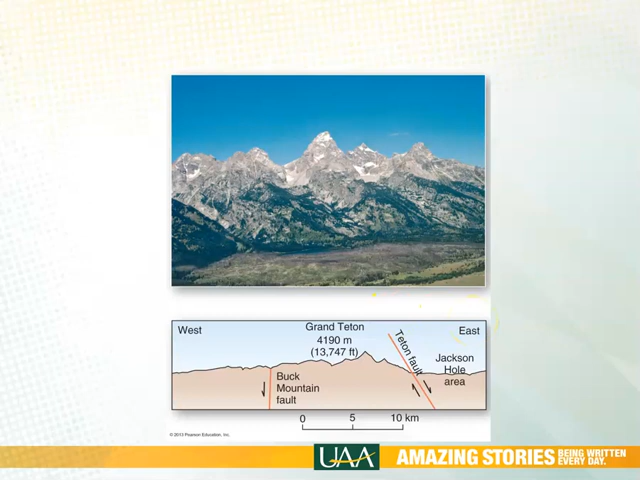 West
Grand Teton
4190 m
(13,747 ft)
Teton fault
East
Jackson
Hole
area
Buck
Mountain
fault
0 5 10 km
© 2013 Pearson Education, Inc.
UAA
AMAZING STORIES BEING WRITTEN
EVERY DAY.